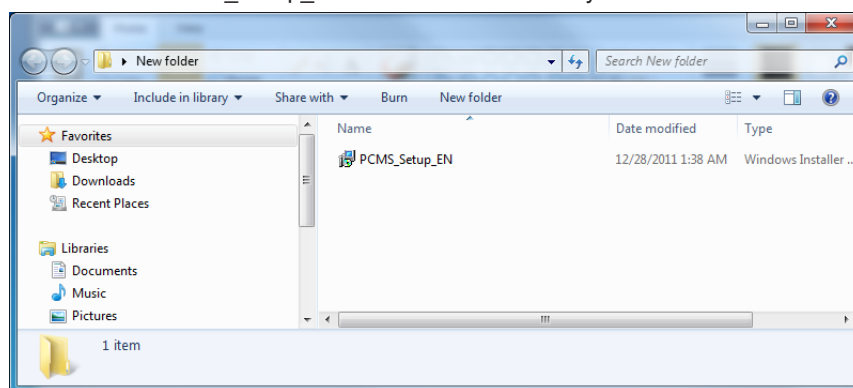 New folder
Search New folder
Organize Include in library Share with Burn New folder
Favorites
Desktop
Downloads
Recent Places
Libraries
Documents
Music
Pictures
Name Date modified Type
PCMS_Setup_EN 12/28/2011 1:38 AM Windows Installer ..
1 item